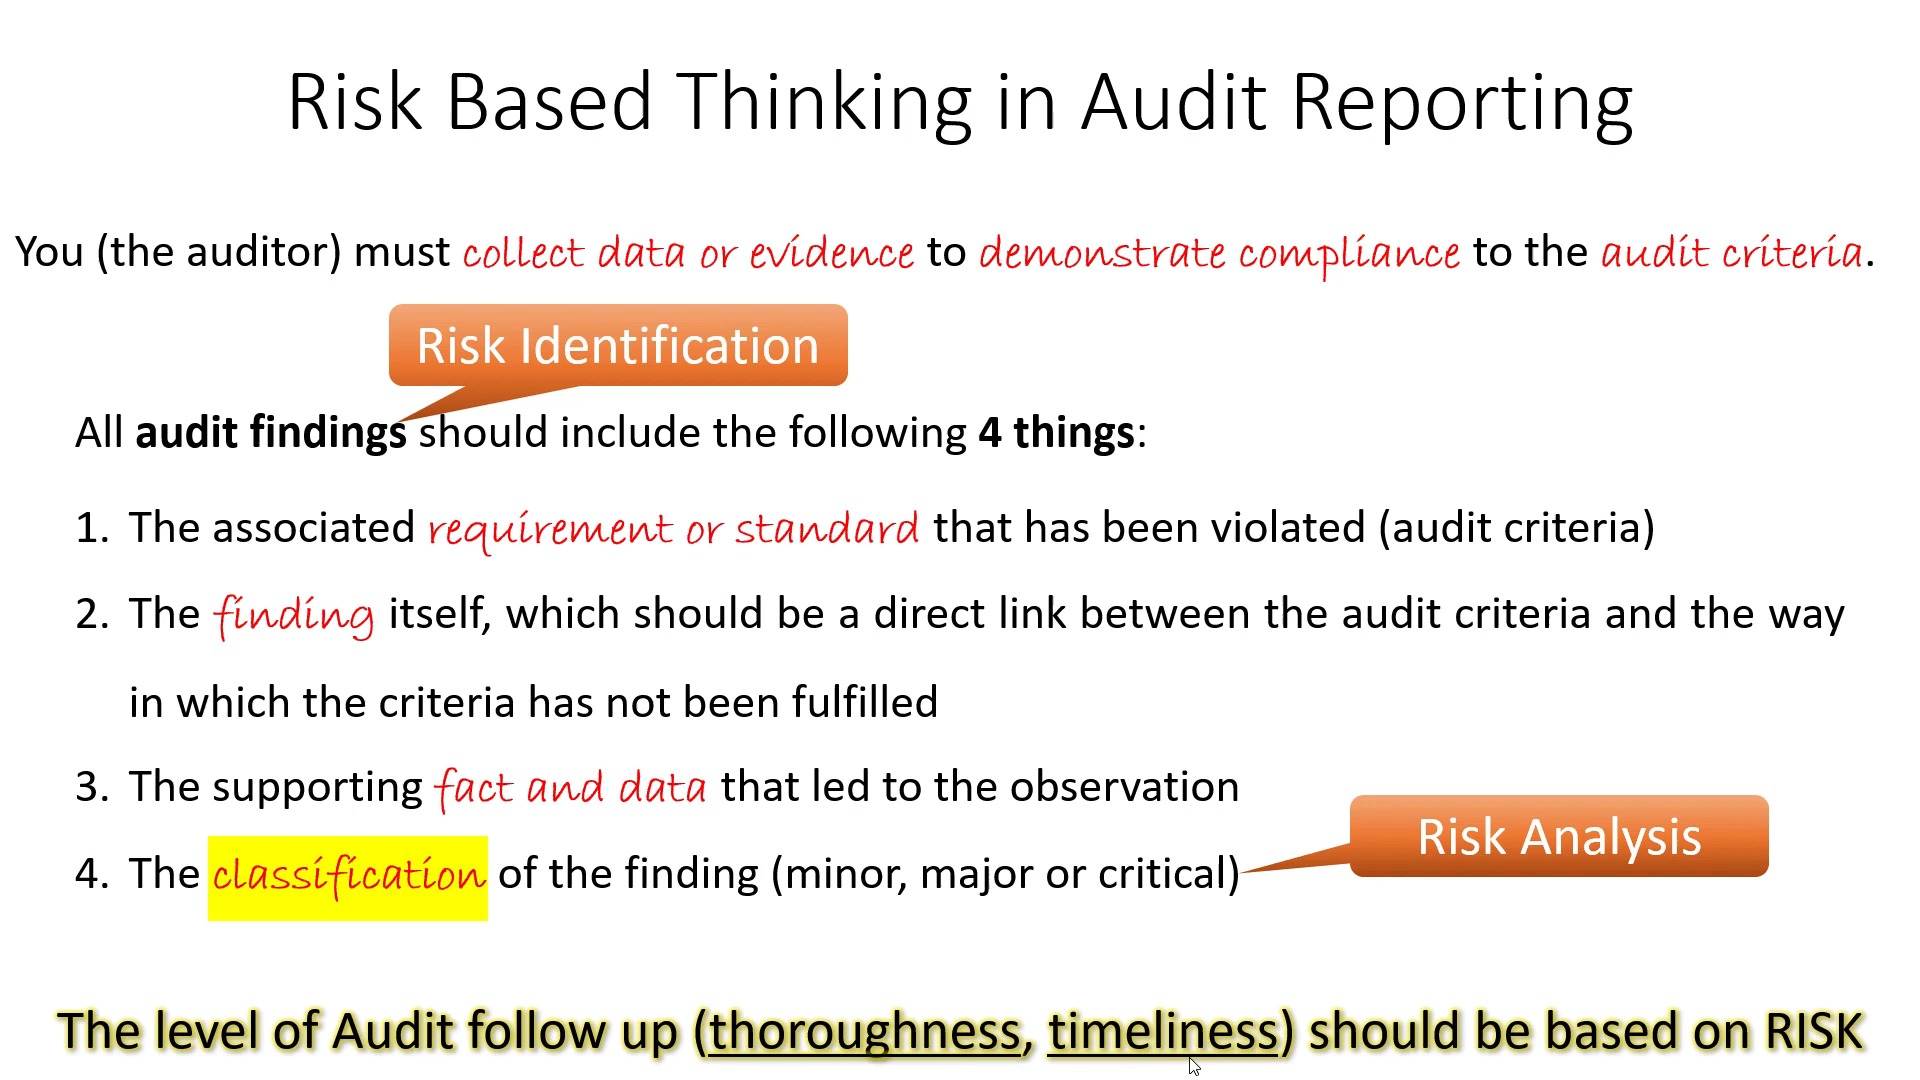 Risk Based Thinking in Audit Reporting
You (the auditor) must collect data or evidence to demonstrate compliance to the audit criteria.
Risk Identification
All audit findings should include the following 4 things:
1. The associated requirement or standard that has been violated (audit criteria)
2. The finding itself, which should be a direct link between the audit criteria and the way
in which the criteria has not been fulfilled
3. The supporting fact and data that led to the observation
4. The classification of the finding (minor, major or critical)
Risk Analysis
The level of Audit follow up (thoroughness, timeliness) should be based on RISK